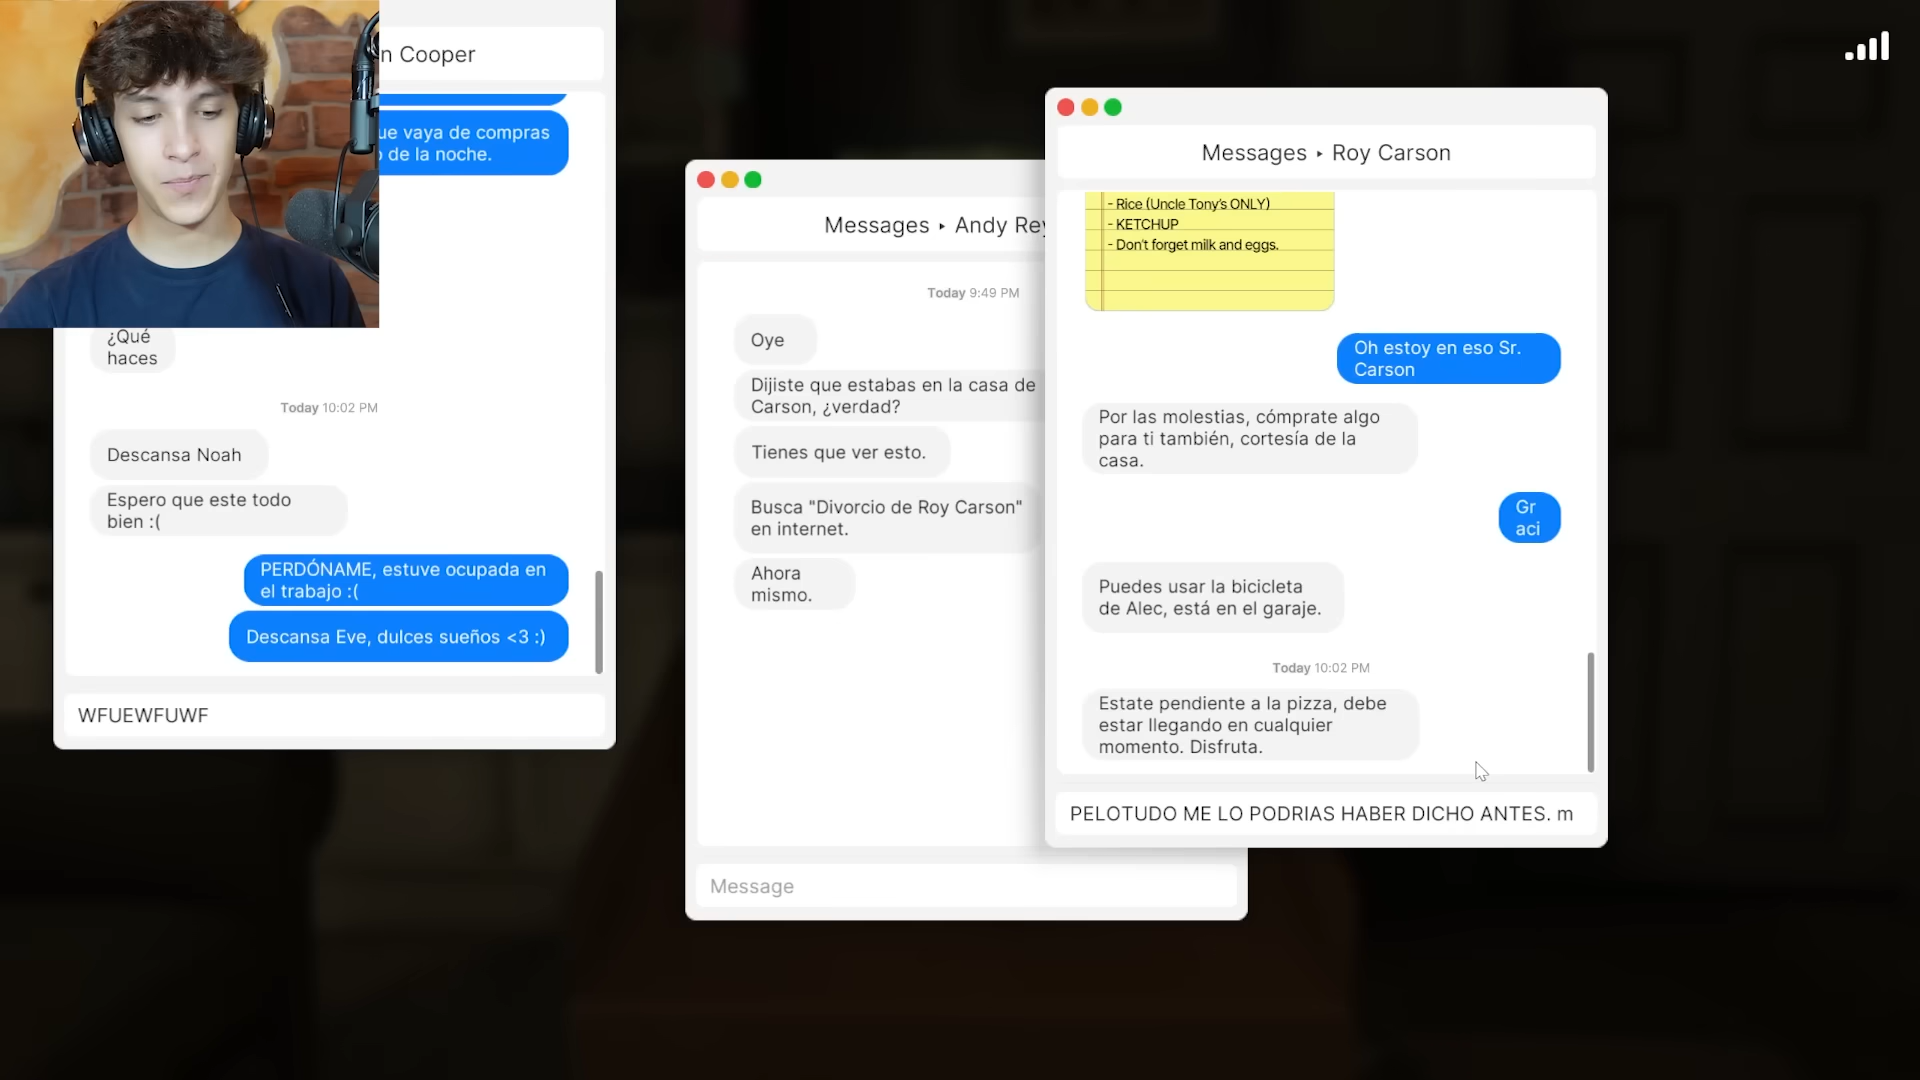 n Cooper
ue vaya de compras
de la noche.
¿Qué
haces
Today 10:02 PM
Descansa Noah
Espero que este todo
bien :(
PERDÓNAME, estuve ocupada en
el trabajo :(
Descansa Eve, dulces sueños <3 :)
WFUEWFUWF
Messages ▸ Andy Rey
Today 9:49 PM
Oye
Dijiste que estabas en la casa de
Carson, ¿verdad?
Tienes que ver esto.
Busca "Divorcio de Roy Carson"
en internet.
Ahora
mismo.
Message
Messages ▸ Roy Carson
- Rice (Uncle Tony's ONLY)
- KETCHUP
- Don't forget milk and eggs.
Oh estoy en eso Sr.
Carson
Por las molestias, cómprate algo
para ti también, cortesía de la
casa.
Gr
aci
Puedes usar la bicicleta
de Alec, está en el garaje.
Today 10:02 PM
Estate pendiente a la pizza, debe
estar llegando en cualquier
momento. Disfruta.
PELOTUDO ME LO PODRIAS HABER DICHO ANTES. m